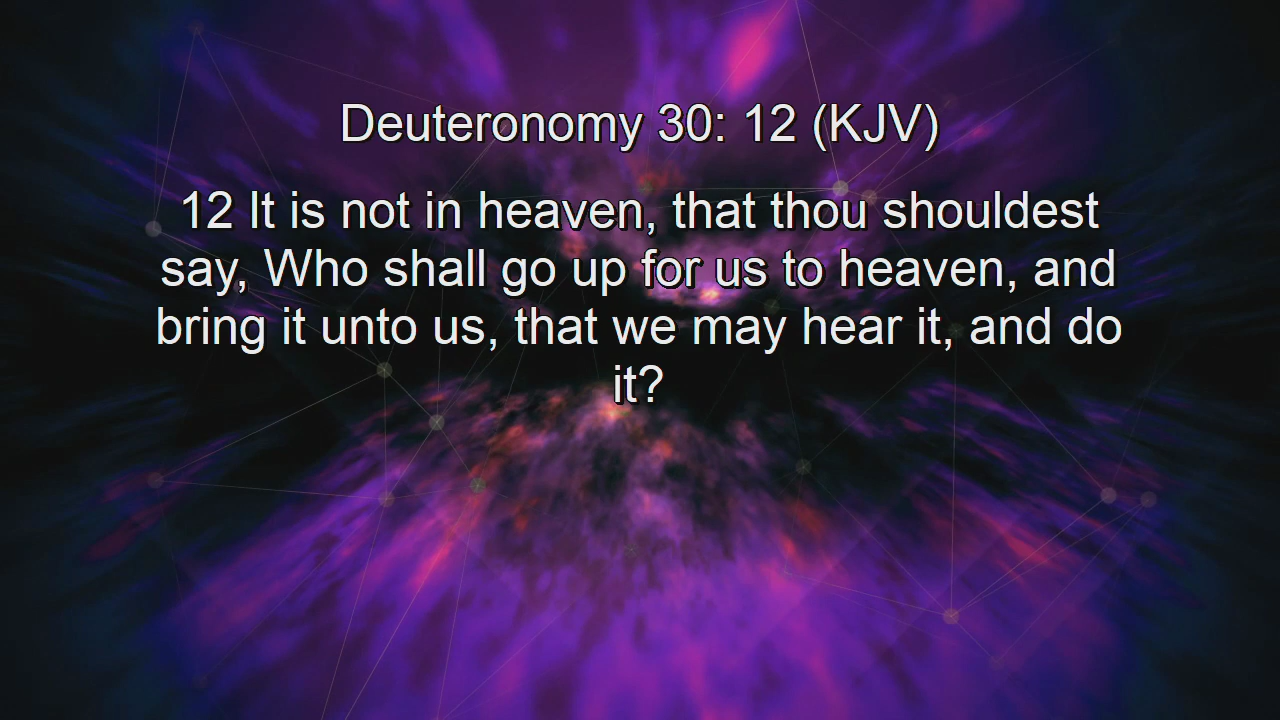 Deuteronomy 30: 12 (KJV)
12 It is not in heaven, that thou shouldest
say, Who shall go up for us to heaven, and
bring it unto us, that we may hear it, and do
it?